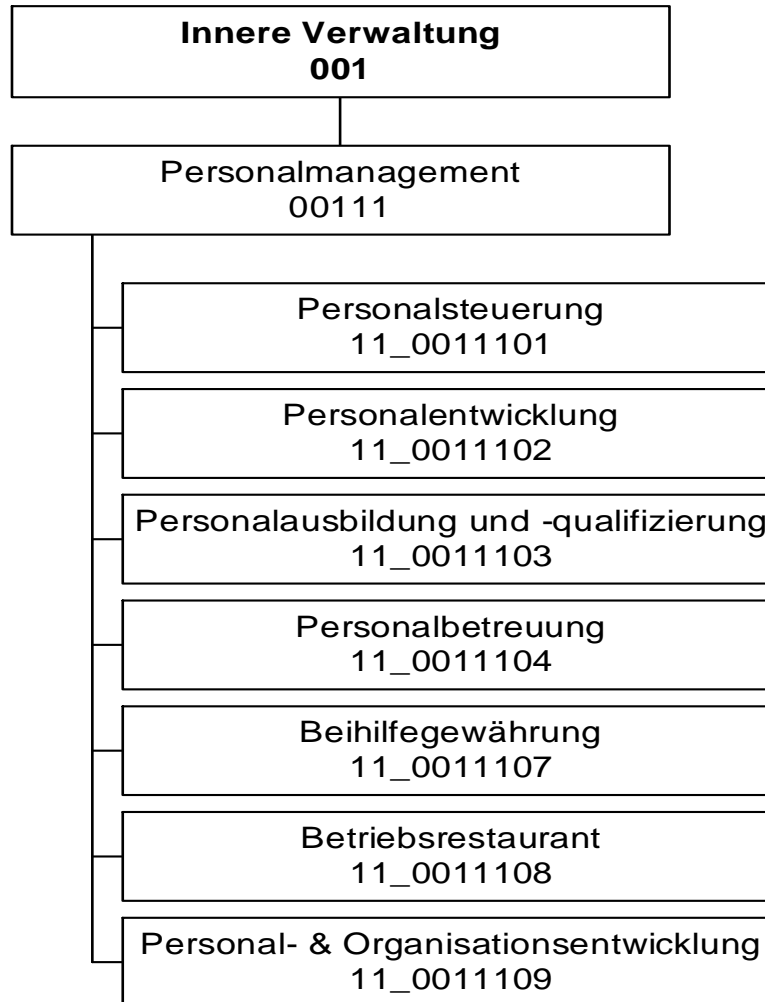 Innere Verwaltung
001
Personalmanagement
00111
Personalsteuerung
11_0011101
Personalentwicklung
11_0011102
Personalausbildung und -qualifizierung
11_0011103
Personalbetreuung
11_0011104
Beihilfegewährung
11_0011107
Betriebsrestaurant
11_0011108
Personal- & Organisationsentwicklung
11_0011109